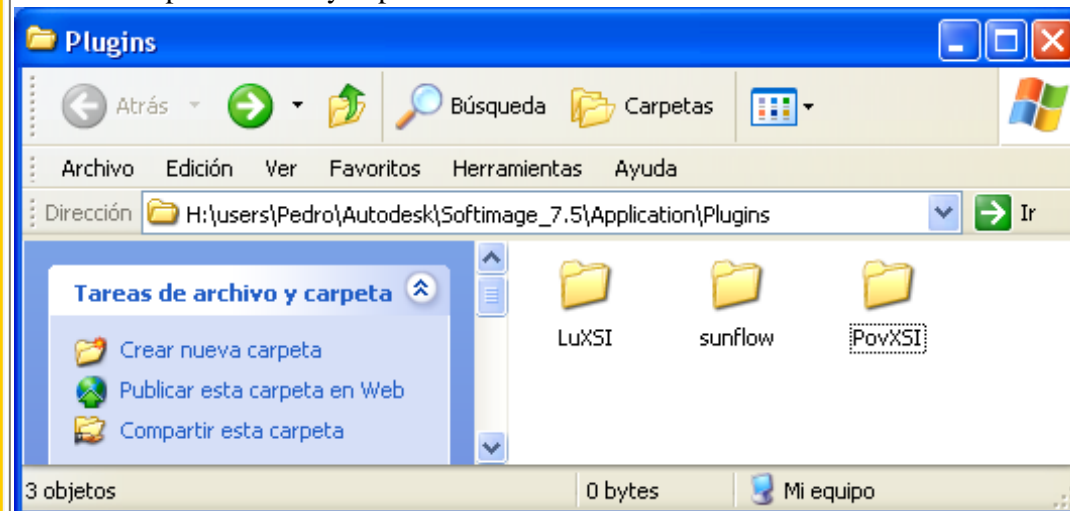 Plugins
Atrás Búsqueda Carpetas
Archivo Edición Ver Favoritos Herramientas Ayuda
Dirección H:\users\Pedro\Autodesk\Softimage_7.5\Application\Plugins Ir
Tareas de archivo y carpeta
Crear nueva carpeta
Publicar esta carpeta en Web
Compartir esta carpeta
LuXSI sunflow PovXSI
3 objetos 0 bytes Mi equipo